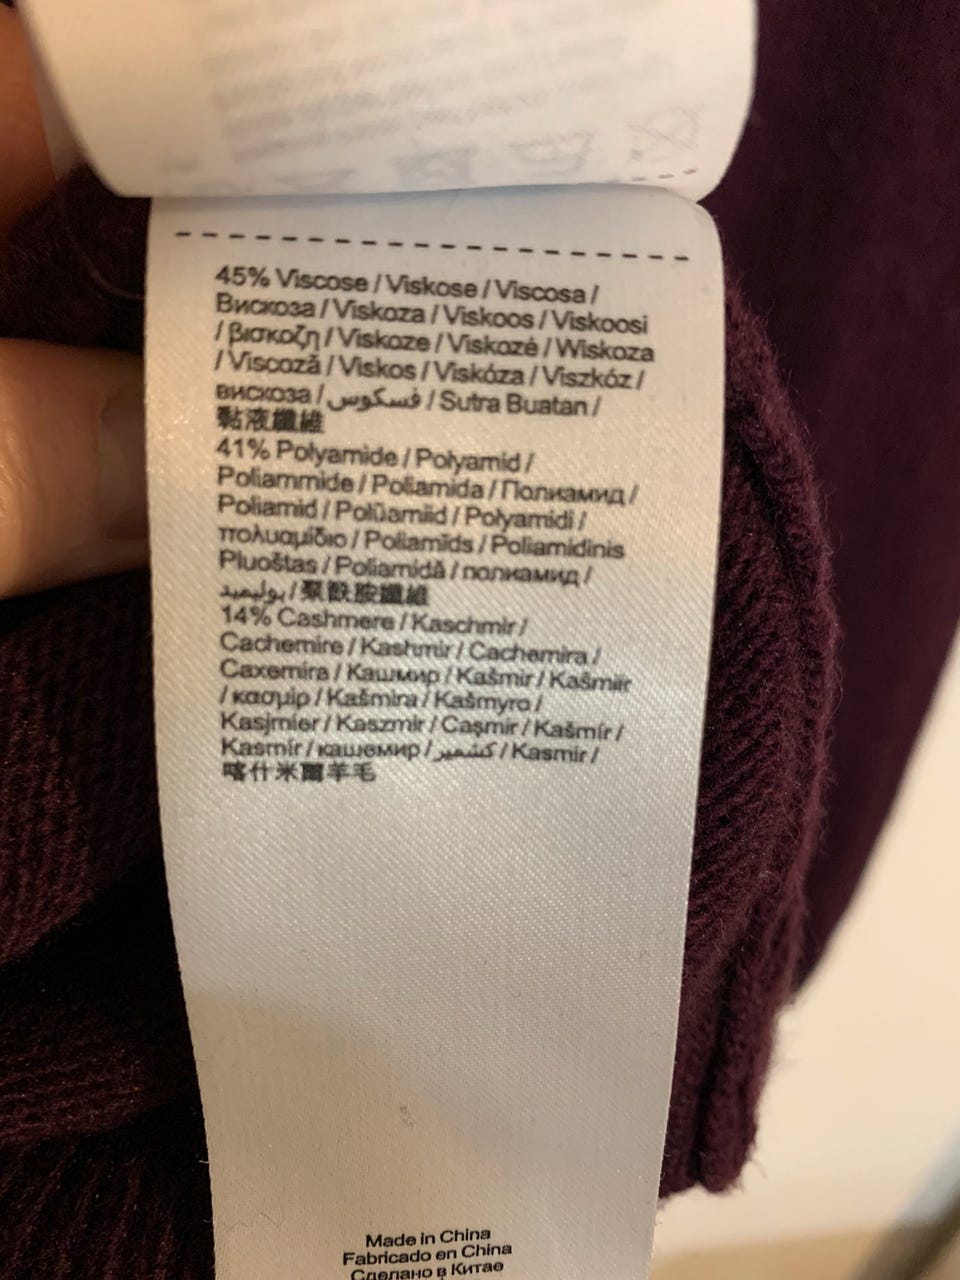 45% Viscose / Viskose / Viscosa /
Вискоза / Viskoza / Viskoos / Viskoosi
/ βισκοζη / Viskoze / Viskozė / Wiskoza
/ Viscoză / Viskos / Viskóza / Viszkóz /
вискоза / فسكوس / Sutra Buatan /
黏液纖維
41% Polyamide / Polyamid /
Poliammide / Poliamida / Полиамид /
Poliamid / Polüamiid / Polyamidi /
πολυαμίδιο / Poliamīds / Poliamidinis
Pluoštas / Poliamidă / полиамид /
بوليميد / 聚酰胺纖維
14% Cashmere / Kaschmir /
Cachemire / Kashmir / Cachemira /
Caxemira / Кашмир / Kašmir / Kašmiir
/ κασμίρ / Kašmira / Kašmyro /
Kasjmier / Kaszmir / Caşmir / Kašmír /
Kasmír / кашемир / كشمير / Kasmir /
喀什米爾羊毛
Made in China
Fabricado en China
Сделано в Китае